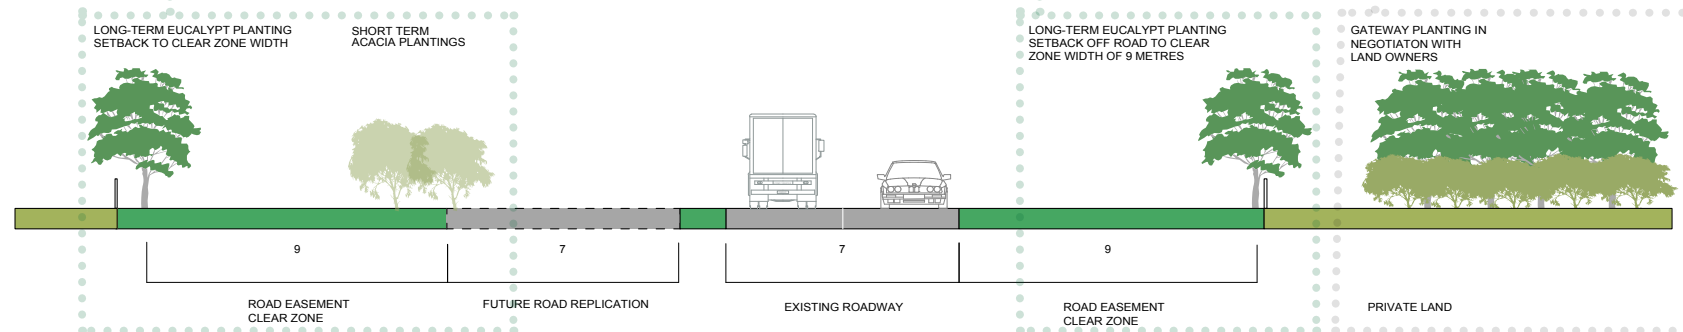 LONG-TERM EUCALYPT PLANTING
SETBACK TO CLEAR ZONE WIDTH
SHORT TERM
ACACIA PLANTINGS
LONG-TERM EUCALYPT PLANTING
SETBACK OFF ROAD TO CLEAR
ZONE WIDTH OF 9 METRES
GATEWAY PLANTING IN
NEGOTIATON WITH
LAND OWNERS
9
7
7
9
ROAD EASEMENT
CLEAR ZONE
FUTURE ROAD REPLICATION
EXISTING ROADWAY
ROAD EASEMENT
CLEAR ZONE
PRIVATE LAND